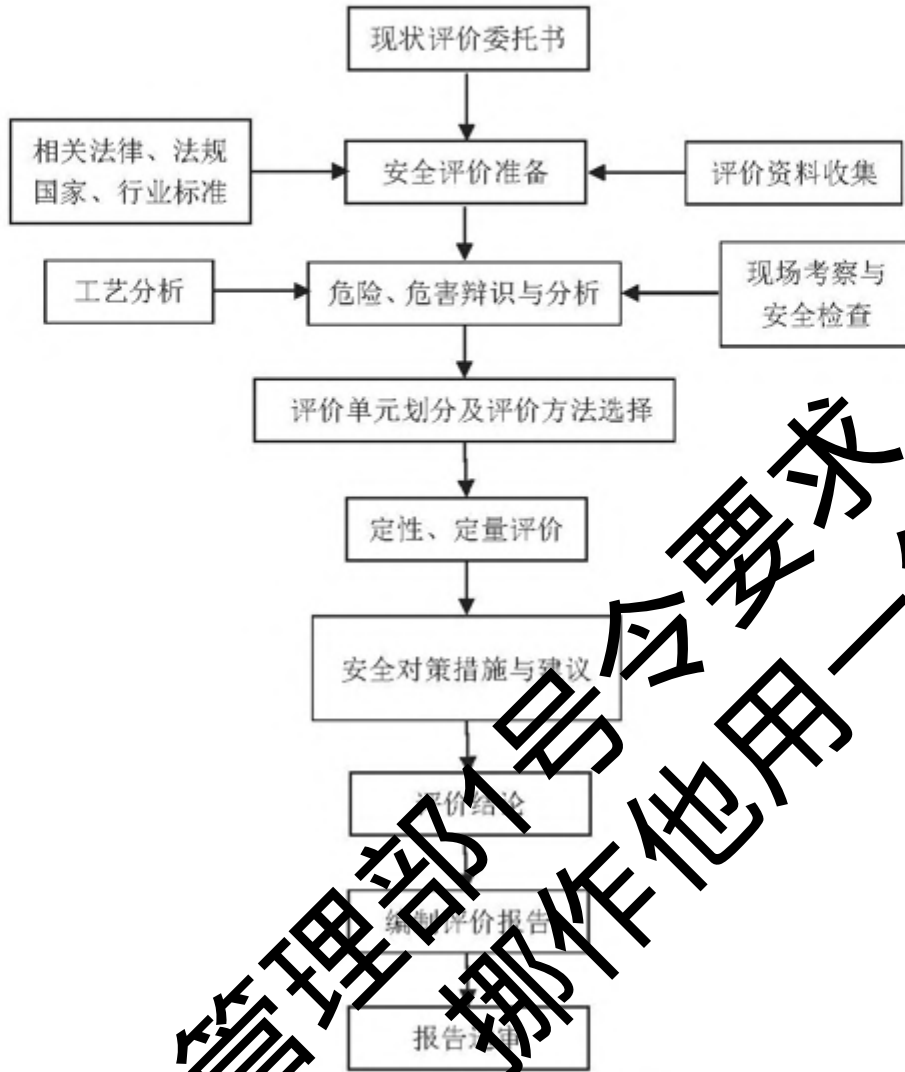 现状评价委托书
相关法律、法规
国家、行业标准
安全评价准备
评价资料收集
工艺分析
危险、危害辩识与分析
现场考察与
安全检查
评价单元划分及评价方法选择
定性、定量评价
安全对策措施与建议
评价结论
编制评价报告
报告送审
管理部1号令要求
挪作他用一